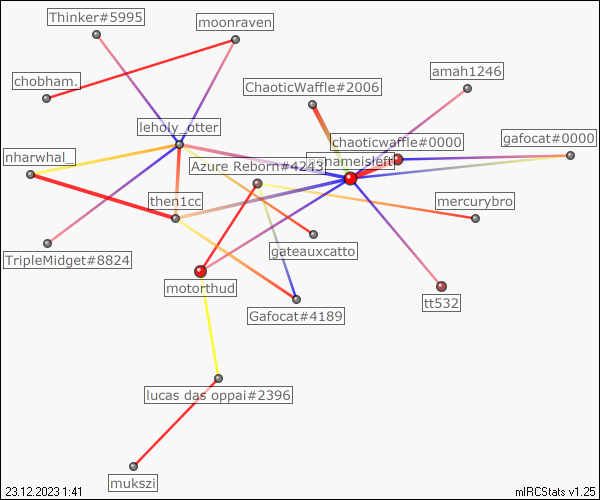 Thinker#5995
moonraven
chobham.
ChaoticWaffle#2006
amah1246
leholy_otter
chaoticwaffle#0000
gafocat#0000
nharwhal_
Azure Reborn#4243
then1cc
mercurybro
TripleMidget#8824
gateauxcatto
motorthud
tt532
Gafocat#4189
lucas das oppai#2396
mukszi
23.12.2023 1:41
mIRCStats v1.25